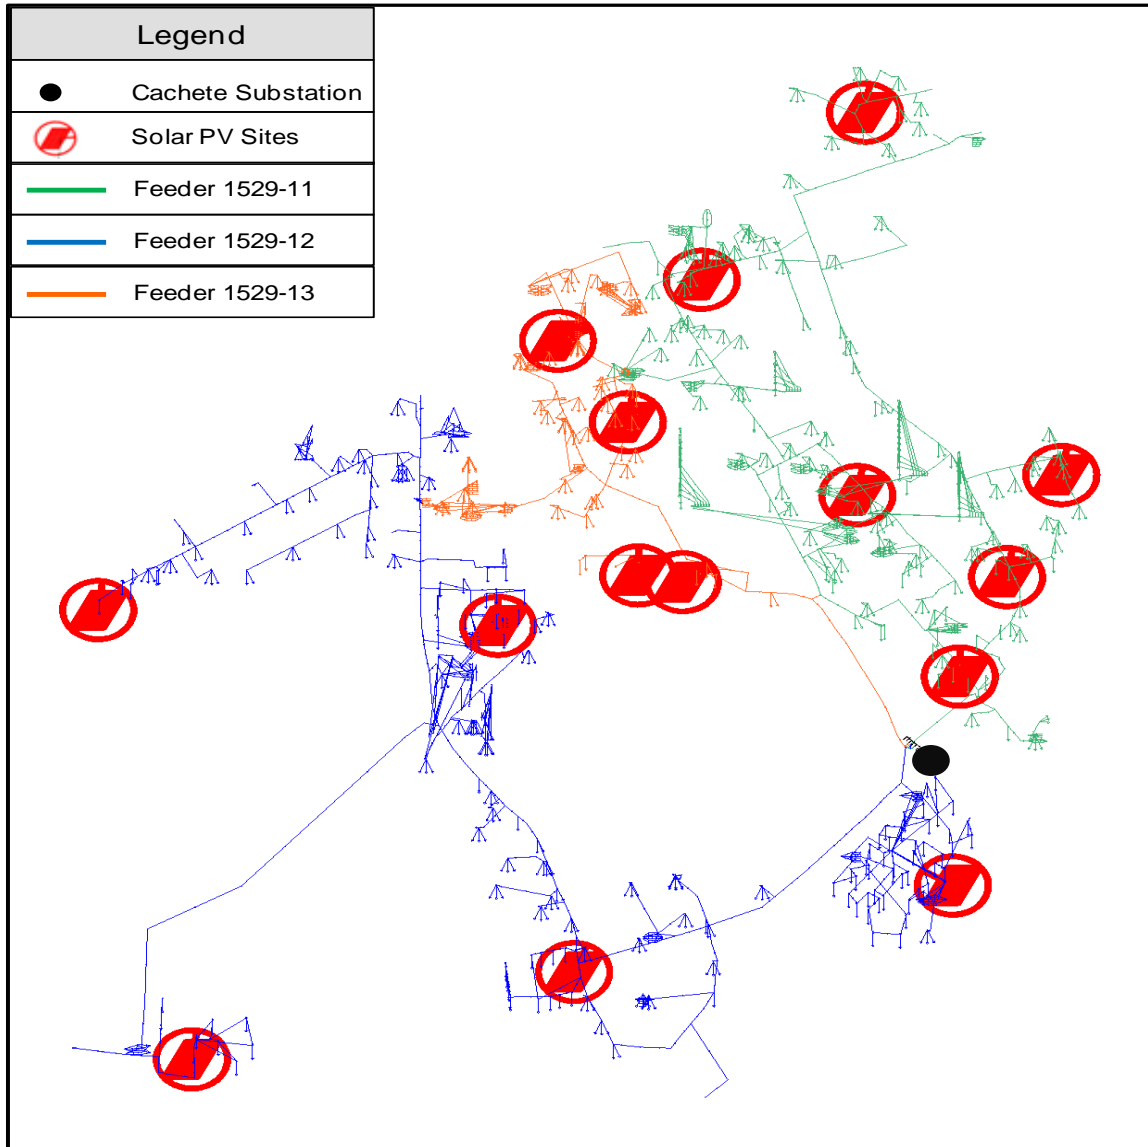 Legend
Cachete Substation
Solar PV Sites
Feeder 1529-11
Feeder 1529-12
Feeder 1529-13